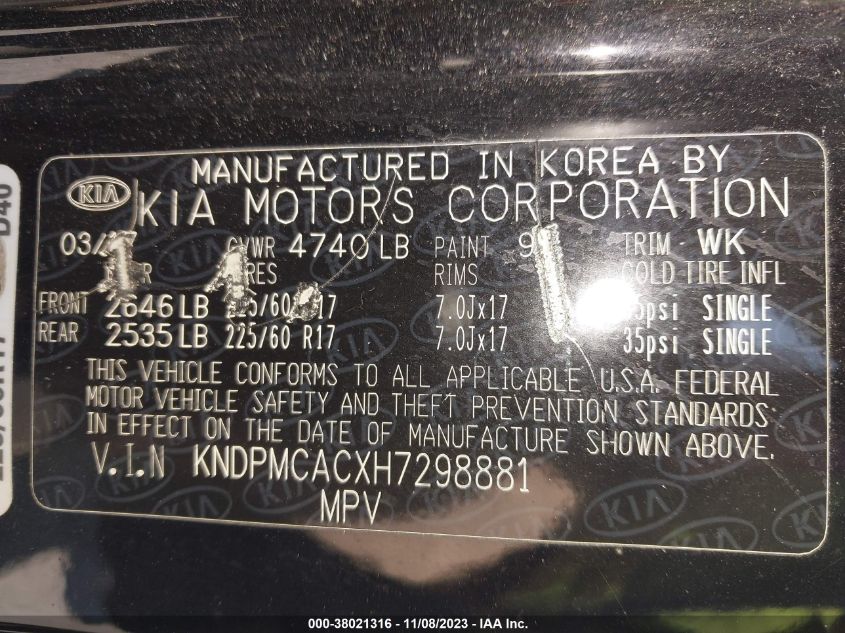 MANUFACTURED IN KOREA BY
KIA KIA MOTORS CORPORATION
03/ GVWR 4740 LB PAINT TRIM WK
RIMS COLD TIRE INFL
FRONT 2646 LB 7.0Jx17 SINGLE
REAR 2535 LB 225/60 R17 7.0Jx17 35psi SINGLE
THIS VEHICLE CONFORMS TO ALL APPLICABLE U.S.A. FEDERAL
MOTOR VEHICLE SAFETY AND THEFT PREVENTION STANDARDS
IN EFFECT ON THE DATE OF MANUFACTURE SHOWN ABOVE.
V.I.N KNDPMCACXH7298881
MPV
000-38021316 - 11/08/2023 - IAA Inc.